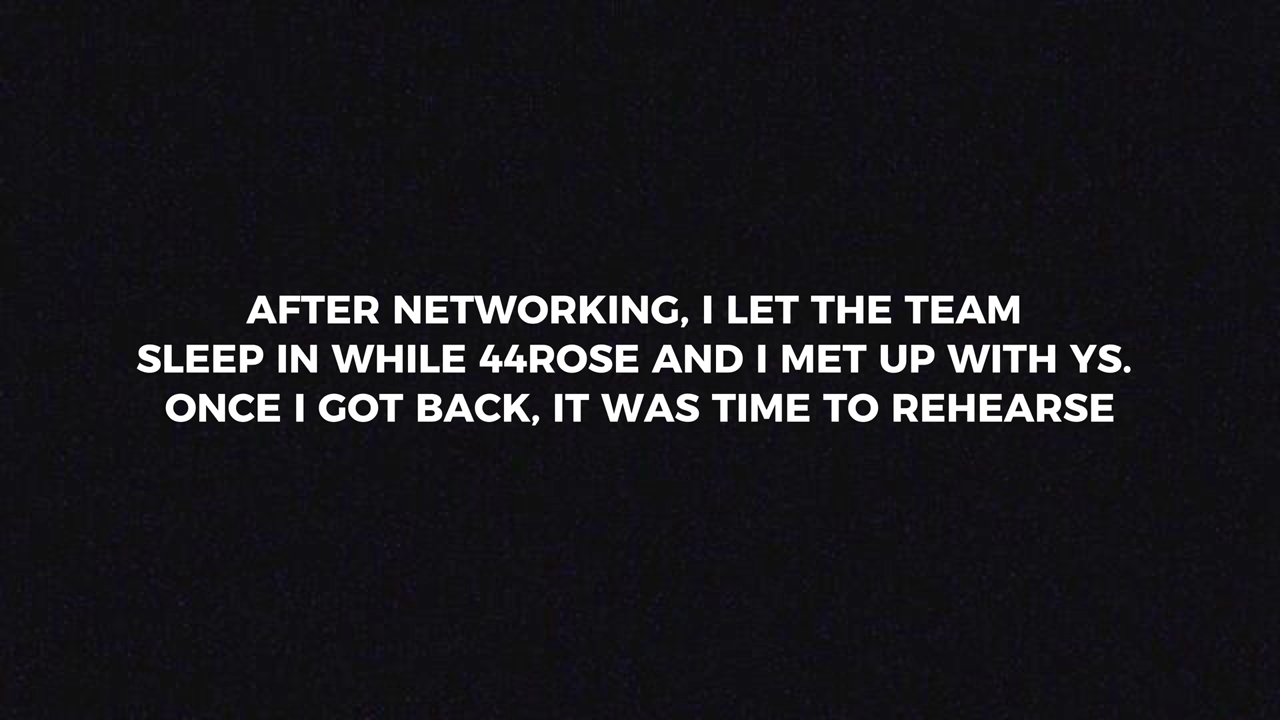 AFTER NETWORKING, I LET THE TEAM
SLEEP IN WHILE 44ROSE AND I MET UP WITH YS.
ONCE I GOT BACK, IT WAS TIME TO REHEARSE